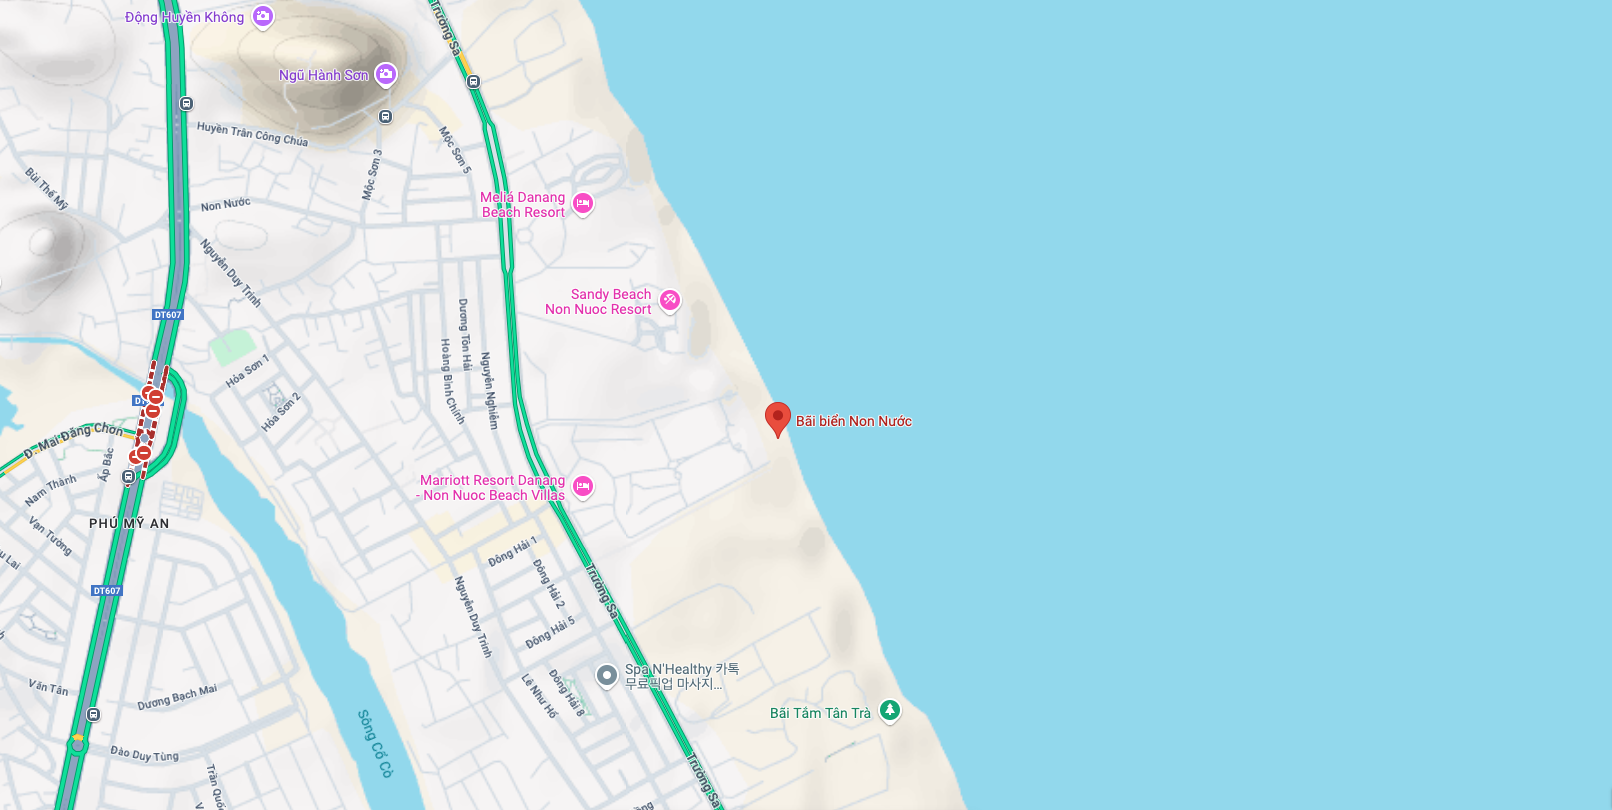 Động Huyền Không
Trường Sa
Ngũ Hành Sơn
Huyền Trân Công Chúa
Mộc Sơn 5
Mộc Sơn 3
Bùi Thế Mỹ
Non Nước
Meliá Danang
Beach Resort
Nguyễn Duy Trinh
Sandy Beach
Non Nuoc Resort
DT607
Dương Tôn Hải
Hoàng Bình Chính
Nguyễn Nghiêm
Hỏa Sơn 1
Hỏa Sơn 2
Bãi biển Non Nước
Đ. Mai Đăng Chơn
Ấp Bắc
Nam Thành
Marriott Resort Danang
- Non Nuoc Beach Villas
PHÚ MỸ AN
Vạn Tường
Lai
Đông Hải 1
DT607
Đông Hải 2
Trường Sa
Nguyễn Duy Trinh
Đông Hải 5
Spa N'Healthy 카톡
무료픽업 마사지...
Văn Tân
Dương Bạch Mai
Lê Như Hổ
Đông Hải 8
Bãi Tắm Tân Trà
Sông Cổ Cò
Đào Duy Tùng
Trần Quốc
Trường Sa